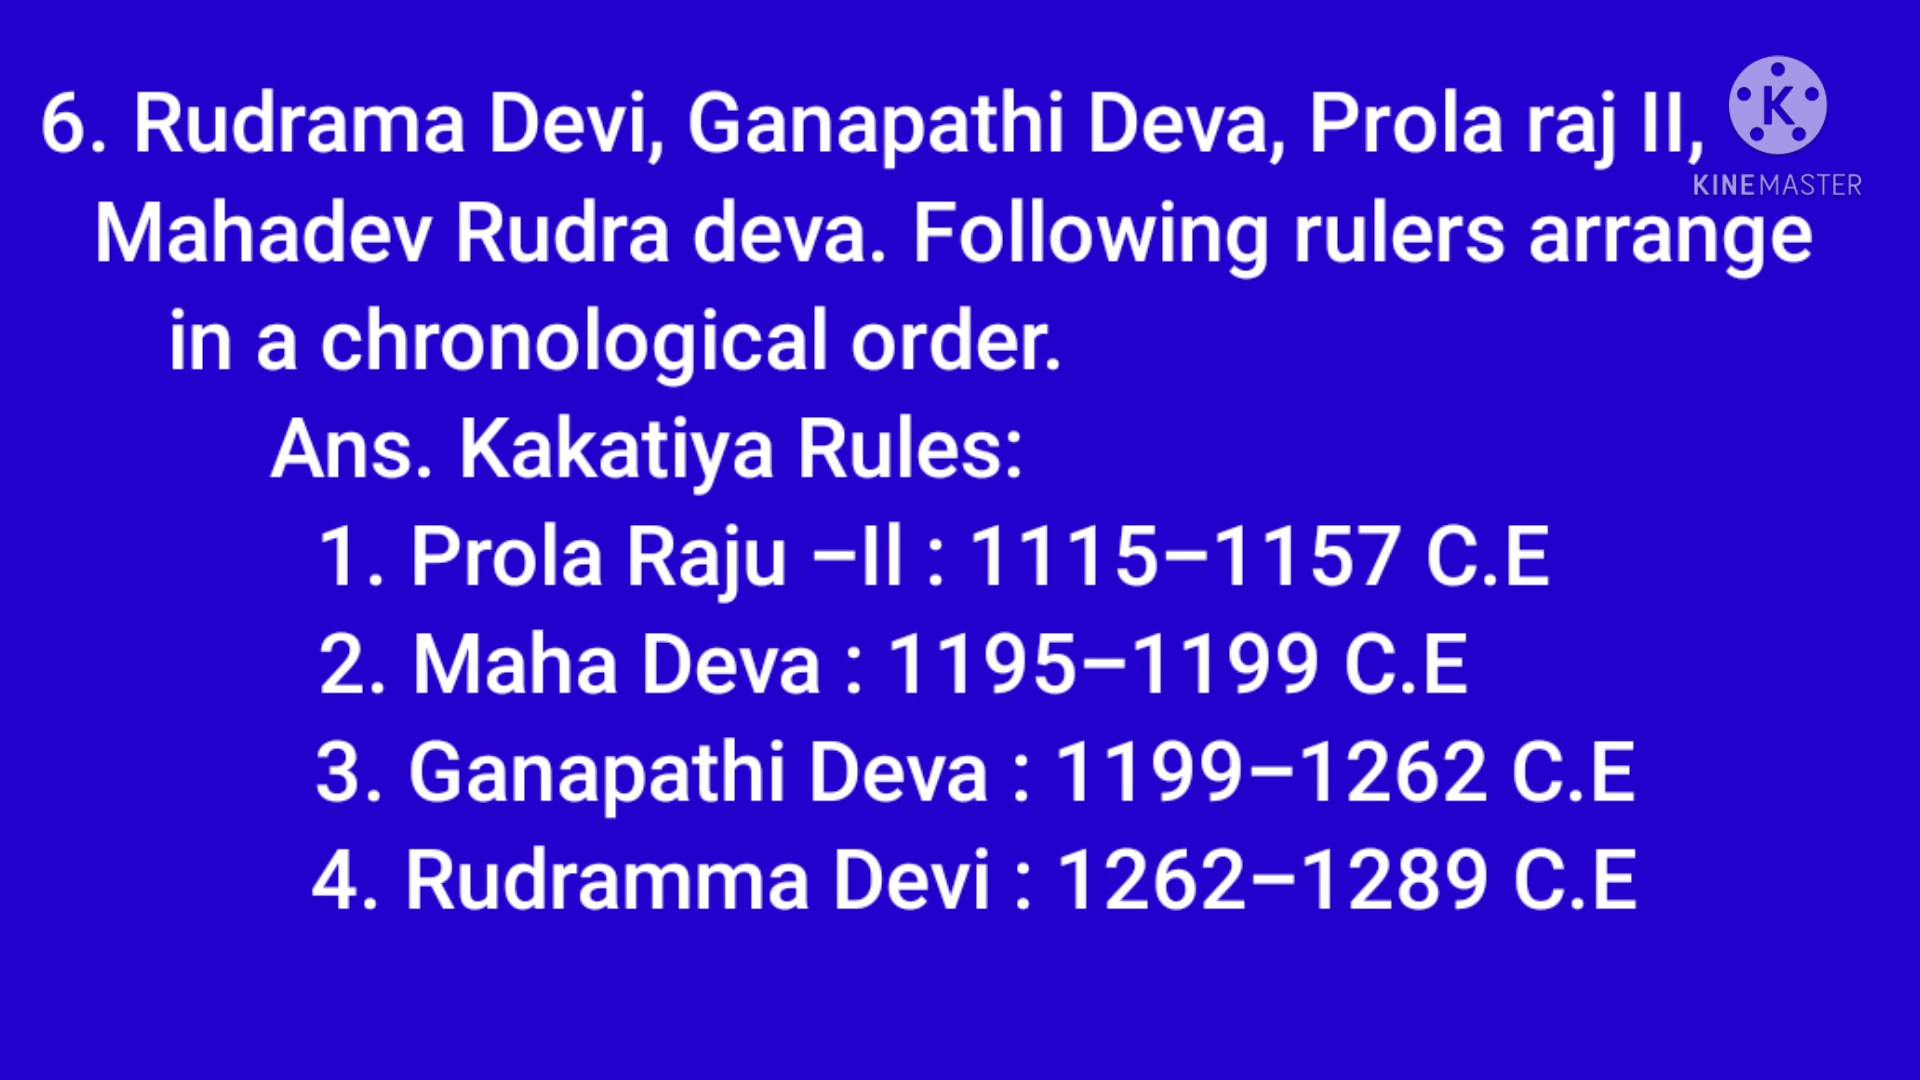 6. Rudrama Devi, Ganapathi Deva, Prola raj II,
KINEMASTER
Mahadev Rudra deva. Following rulers arrange
in a chronological order.
Ans. Kakatiya Rules:
1. Prola Raju –Il : 1115–1157 C.E
2. Maha Deva : 1195–1199 C.E
3. Ganapathi Deva : 1199–1262 C.E
4. Rudramma Devi : 1262–1289 C.E